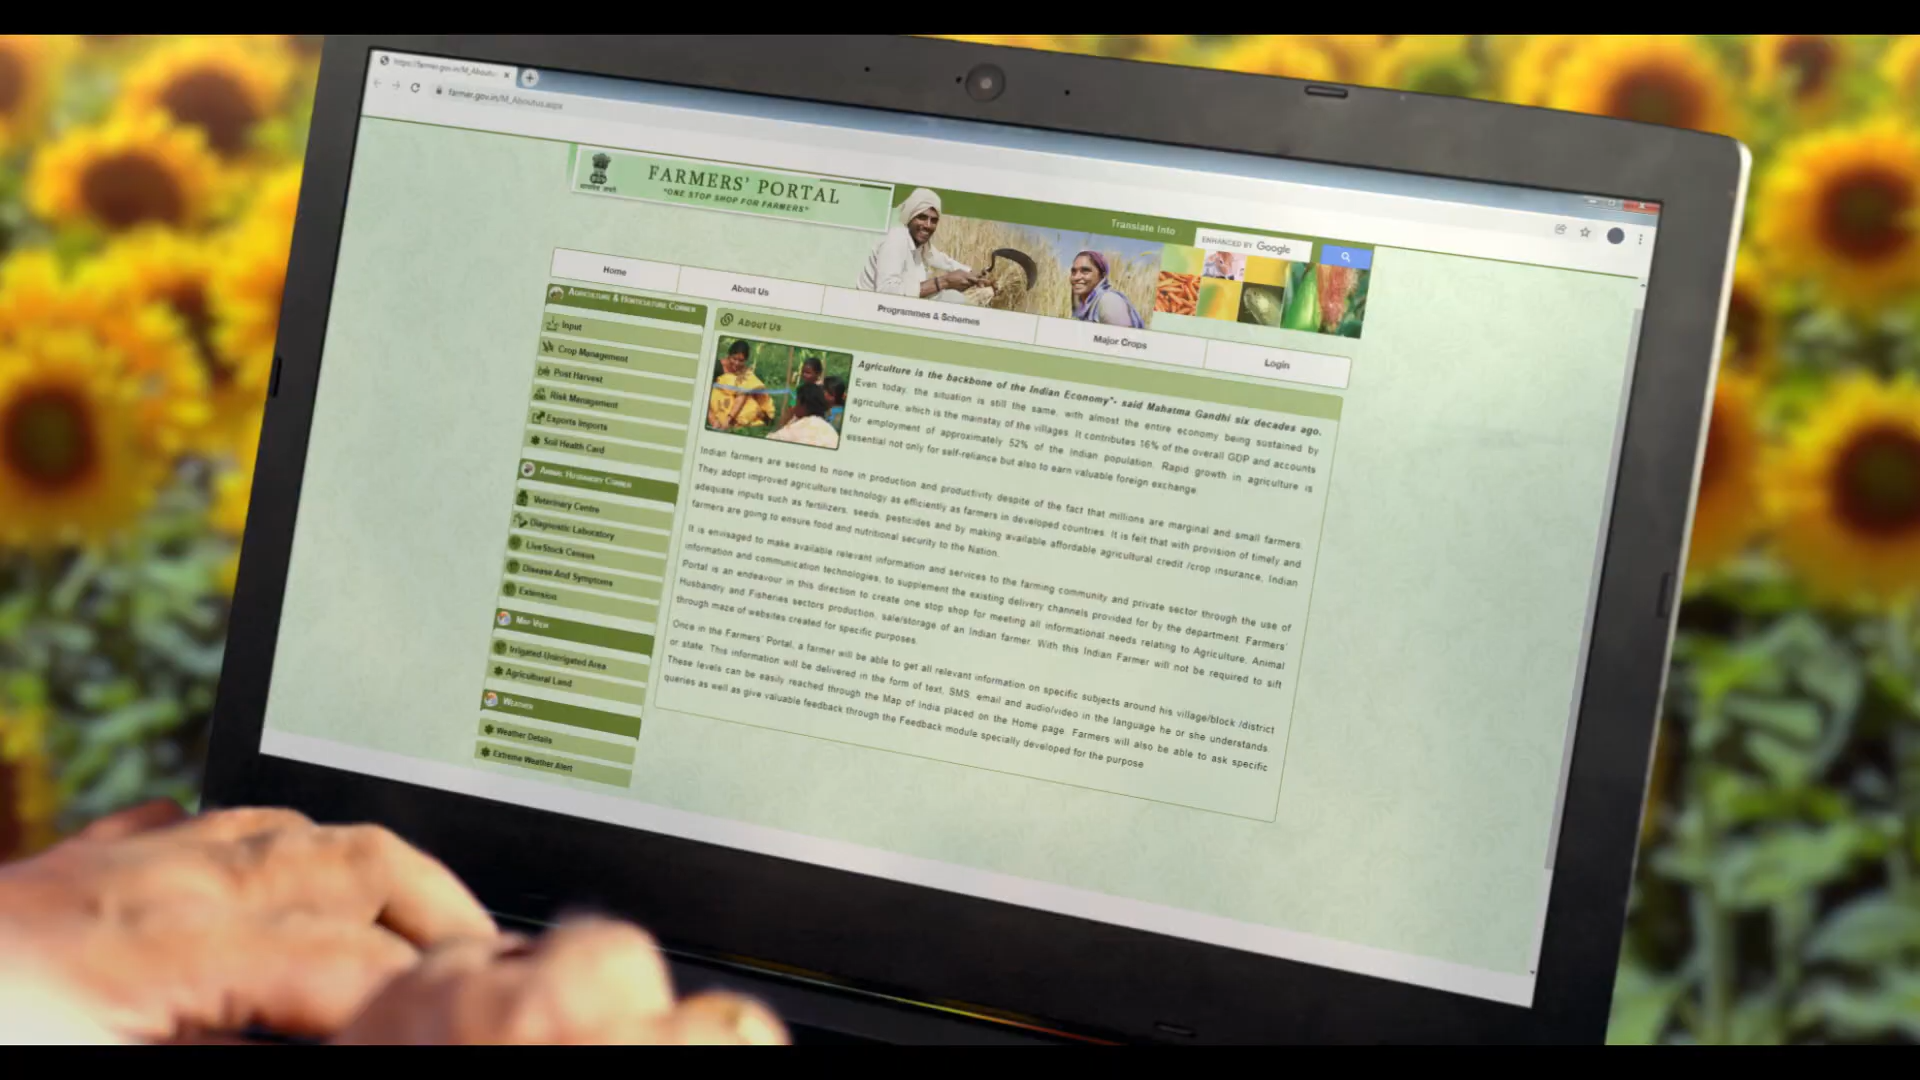 https://farmer.gov.in/M_Aboutu
farmer.gov.in/M_Aboutus.aspx
FARMERS' PORTAL
"ONE STOP SHOP FOR FARMERS"
Translate Into
ENHANCED BY Google
Home
About Us
Programmes & Schemes
Major Crops
Login
AGRICULTURE & HORTICULTURE CORNER
Input
Crop Management
Post Harvest
Risk Management
Exports Imports
Soil Health Card
ANIMAL HUSBANDRY CORNER
Veterinary Centre
Diagnostic Laboratory
LiveStock Census
Disease And Symptoms
Extension
MAP VIEW
Irrigated-Unirrigated Area
Agricultural Land
WEATHER
Weather Details
Extreme Weather Alert
About Us
Agriculture is the backbone of the Indian Economy"- said Mahatma Gandhi six decades ago.
Even today, the situation is still the same, with almost the entire economy being sustained by
agriculture, which is the mainstay of the villages. It contributes 16% of the overall GDP and accounts
for employment of approximately 52% of the Indian population. Rapid growth in agriculture is
essential not only for self-reliance but also to earn valuable foreign exchange.
Indian farmers are second to none in production and productivity despite of the fact that millions are marginal and small farmers.
They adopt improved agriculture technology as efficiently as farmers in developed countries. It is felt that with provision of timely and
adequate inputs such as fertilizers, seeds, pesticides and by making available affordable agricultural credit /crop insurance, Indian
farmers are going to ensure food and nutritional security to the Nation.
It is envisaged to make available relevant information and services to the farming community and private sector through the use of
information and communication technologies, to supplement the existing delivery channels provided for by the department. Farmers'
Portal is an endeavour in this direction to create one stop shop for meeting all informational needs relating to Agriculture, Animal
Husbandry and Fisheries sectors production, sale/storage of an Indian farmer. With this Indian Farmer will not be required to sift
through maze of websites created for specific purposes.
Once in the Farmers' Portal, a farmer will be able to get all relevant information on specific subjects around his village/block /district
or state. This information will be delivered in the form of text, SMS, email and audio/video in the language he or she understands.
These levels can be easily reached through the Map of India placed on the Home page. Farmers will also be able to ask specific
queries as well as give valuable feedback through the Feedback module specially developed for the purpose